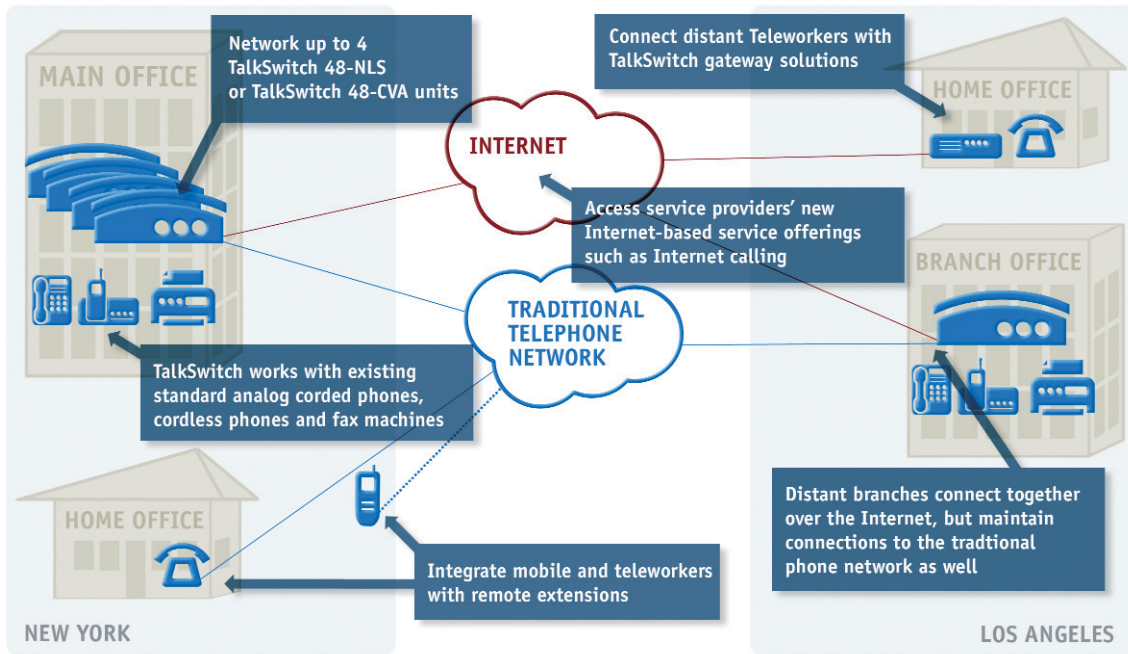 MAIN OFFICE
Network up to 4
TalkSwitch 48-NLS
or TalkSwitch 48-CVA units
Connect distant Teleworkers with
TalkSwitch gateway solutions
HOME OFFICE
INTERNET
Access service providers’ new
Internet-based service offerings
such as Internet calling
BRANCH OFFICE
TRADITIONAL
TELEPHONE
NETWORK
TalkSwitch works with existing
standard analog corded phones,
cordless phones and fax machines
HOME OFFICE
Integrate mobile and teleworkers
with remote extensions
Distant branches connect together
over the Internet, but maintain
connections to the tradtional
phone network as well
NEW YORK
LOS ANGELES